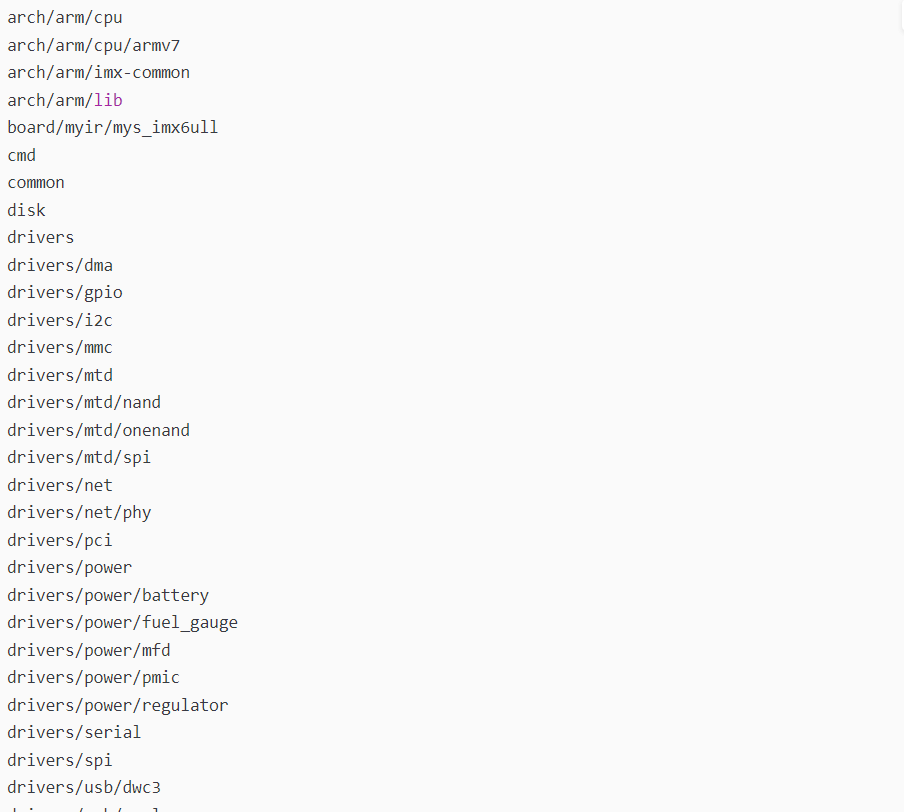 arch/arm/cpu
arch/arm/cpu/armv7
arch/arm/imx-common
arch/arm/lib
board/myir/mys_imx6ull
cmd
common
disk
drivers
drivers/dma
drivers/gpio
drivers/i2c
drivers/mmc
drivers/mtd
drivers/mtd/nand
drivers/mtd/onenand
drivers/mtd/spi
drivers/net
drivers/net/phy
drivers/pci
drivers/power
drivers/power/battery
drivers/power/fuel_gauge
drivers/power/mfd
drivers/power/pmic
drivers/power/regulator
drivers/serial
drivers/spi
drivers/usb/dwc3